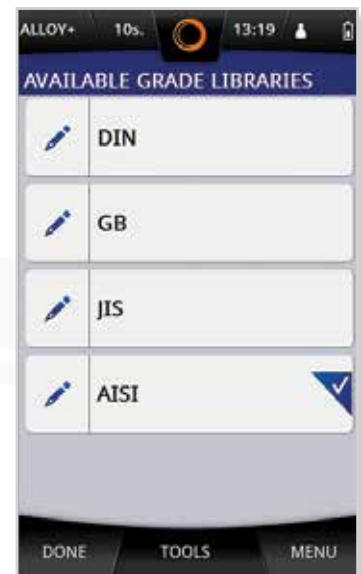 ALLOY+ 10s. 13:19
AVAILABLE GRADE LIBRARIES
DIN
GB
JIS
AISI
DONE TOOLS MENU